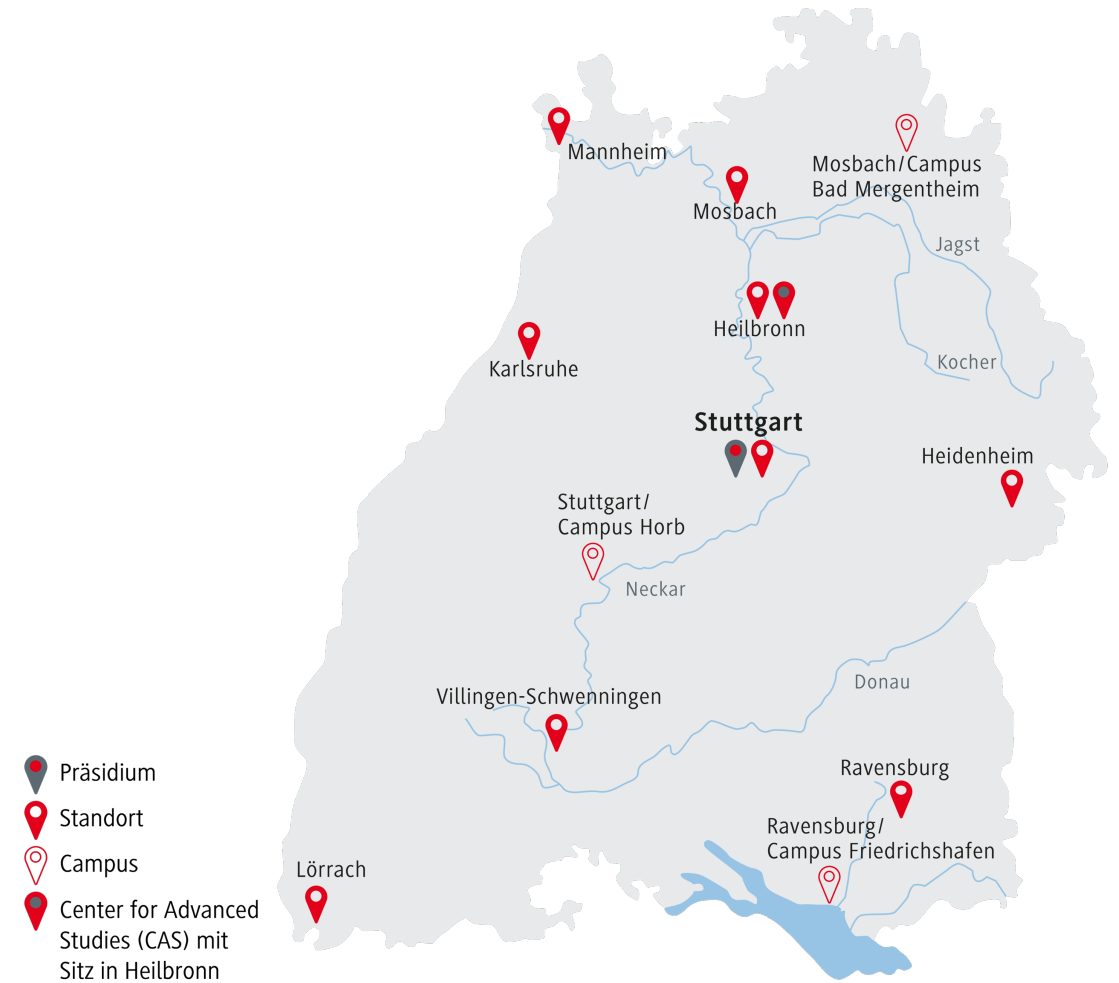 Mannheim
Mosbach/Campus
Bad Mergentheim
Mosbach
Jagst
Heilbronn
Karlsruhe
Kocher
Stuttgart
Heidenheim
Stuttgart/
Campus Horb
Neckar
Donau
Villingen-Schwenningen
Ravensburg
Ravensburg/
Campus Friedrichshafen
Lörrach
Präsidium
Standort
Campus
Center for Advanced
Studies (CAS) mit
Sitz in Heilbronn